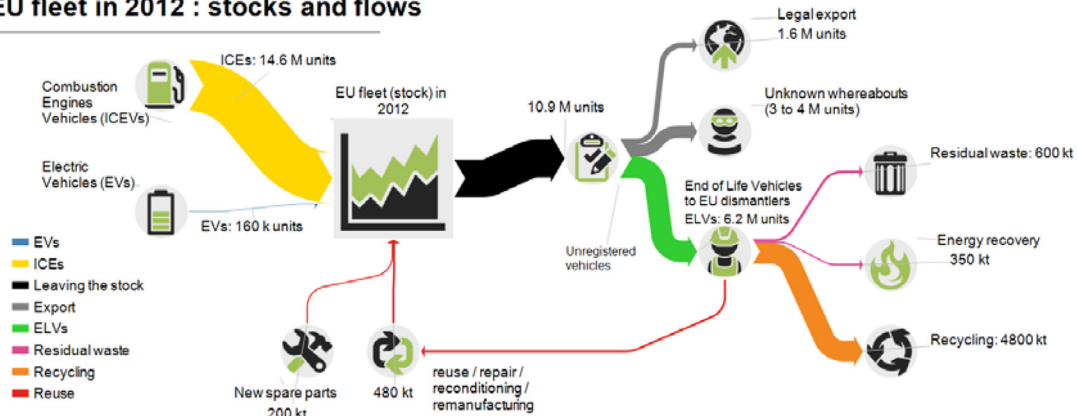 EU fleet in 2012 : stocks and flows
Legal export
1.6 M units
ICEs: 14.6 M units
Combustion
Engines
Vehicles (ICEVs)
EU fleet (stock) in
2012
10.9 M units
Unknown whereabouts
(3 to 4 M units)
Residual waste: 600 kt
Electric
Vehicles (EVs)
EVs: 160 k units
End of Life Vehicles
to EU dismantlers
ELVs: 6.2 M units
Unregistered
vehicles
Energy recovery
350 kt
EVs
ICEs
Leaving the stock
Export
ELVs
Residual waste
Recycling
Reuse
Recycling: 4800 kt
New spare parts
200 kt
480 kt
reuse / repair /
reconditioning /
remanufacturing